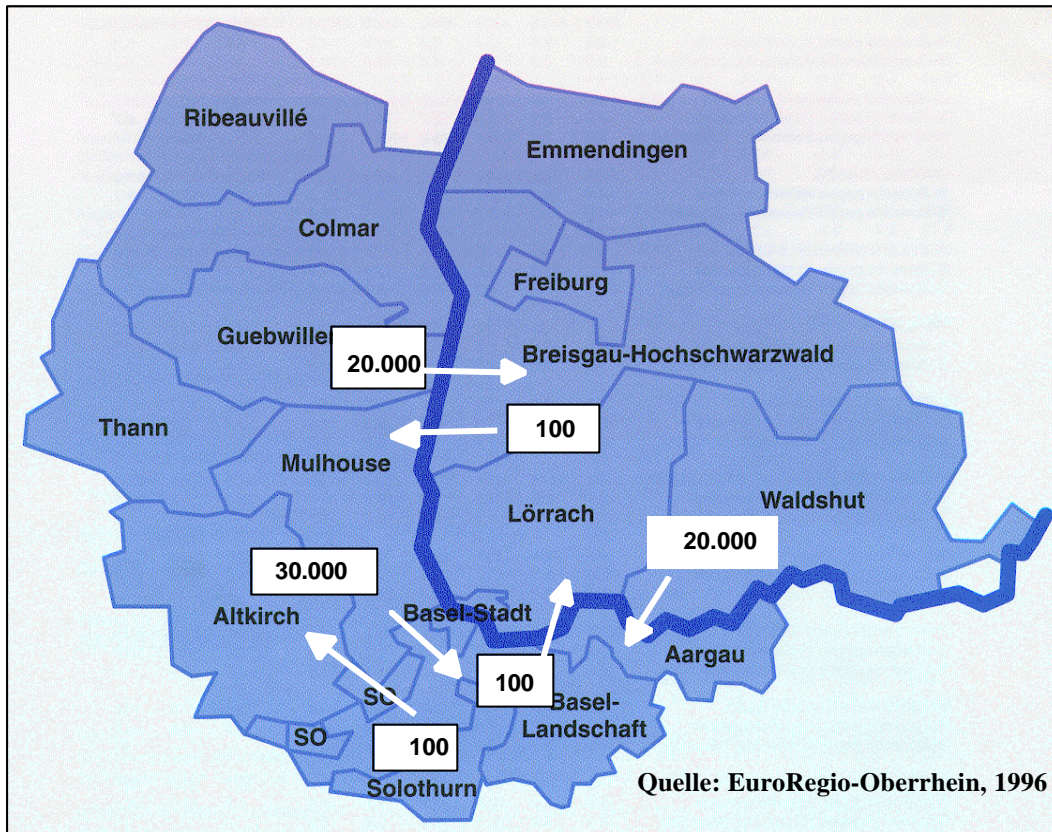 Ribeauvillé
Emmendingen
Colmar
Freiburg
Guebwiller
20.000
Breisgau-Hochschwarzwald
Thann
100
Mulhouse
Waldshut
Lörrach
20.000
30.000
Altkirch
Basel-Stadt
Aargau
100
SO
Basel-
Landschaft
SO
100
Solothurn
Quelle: EuroRegio-Oberrhein, 1996